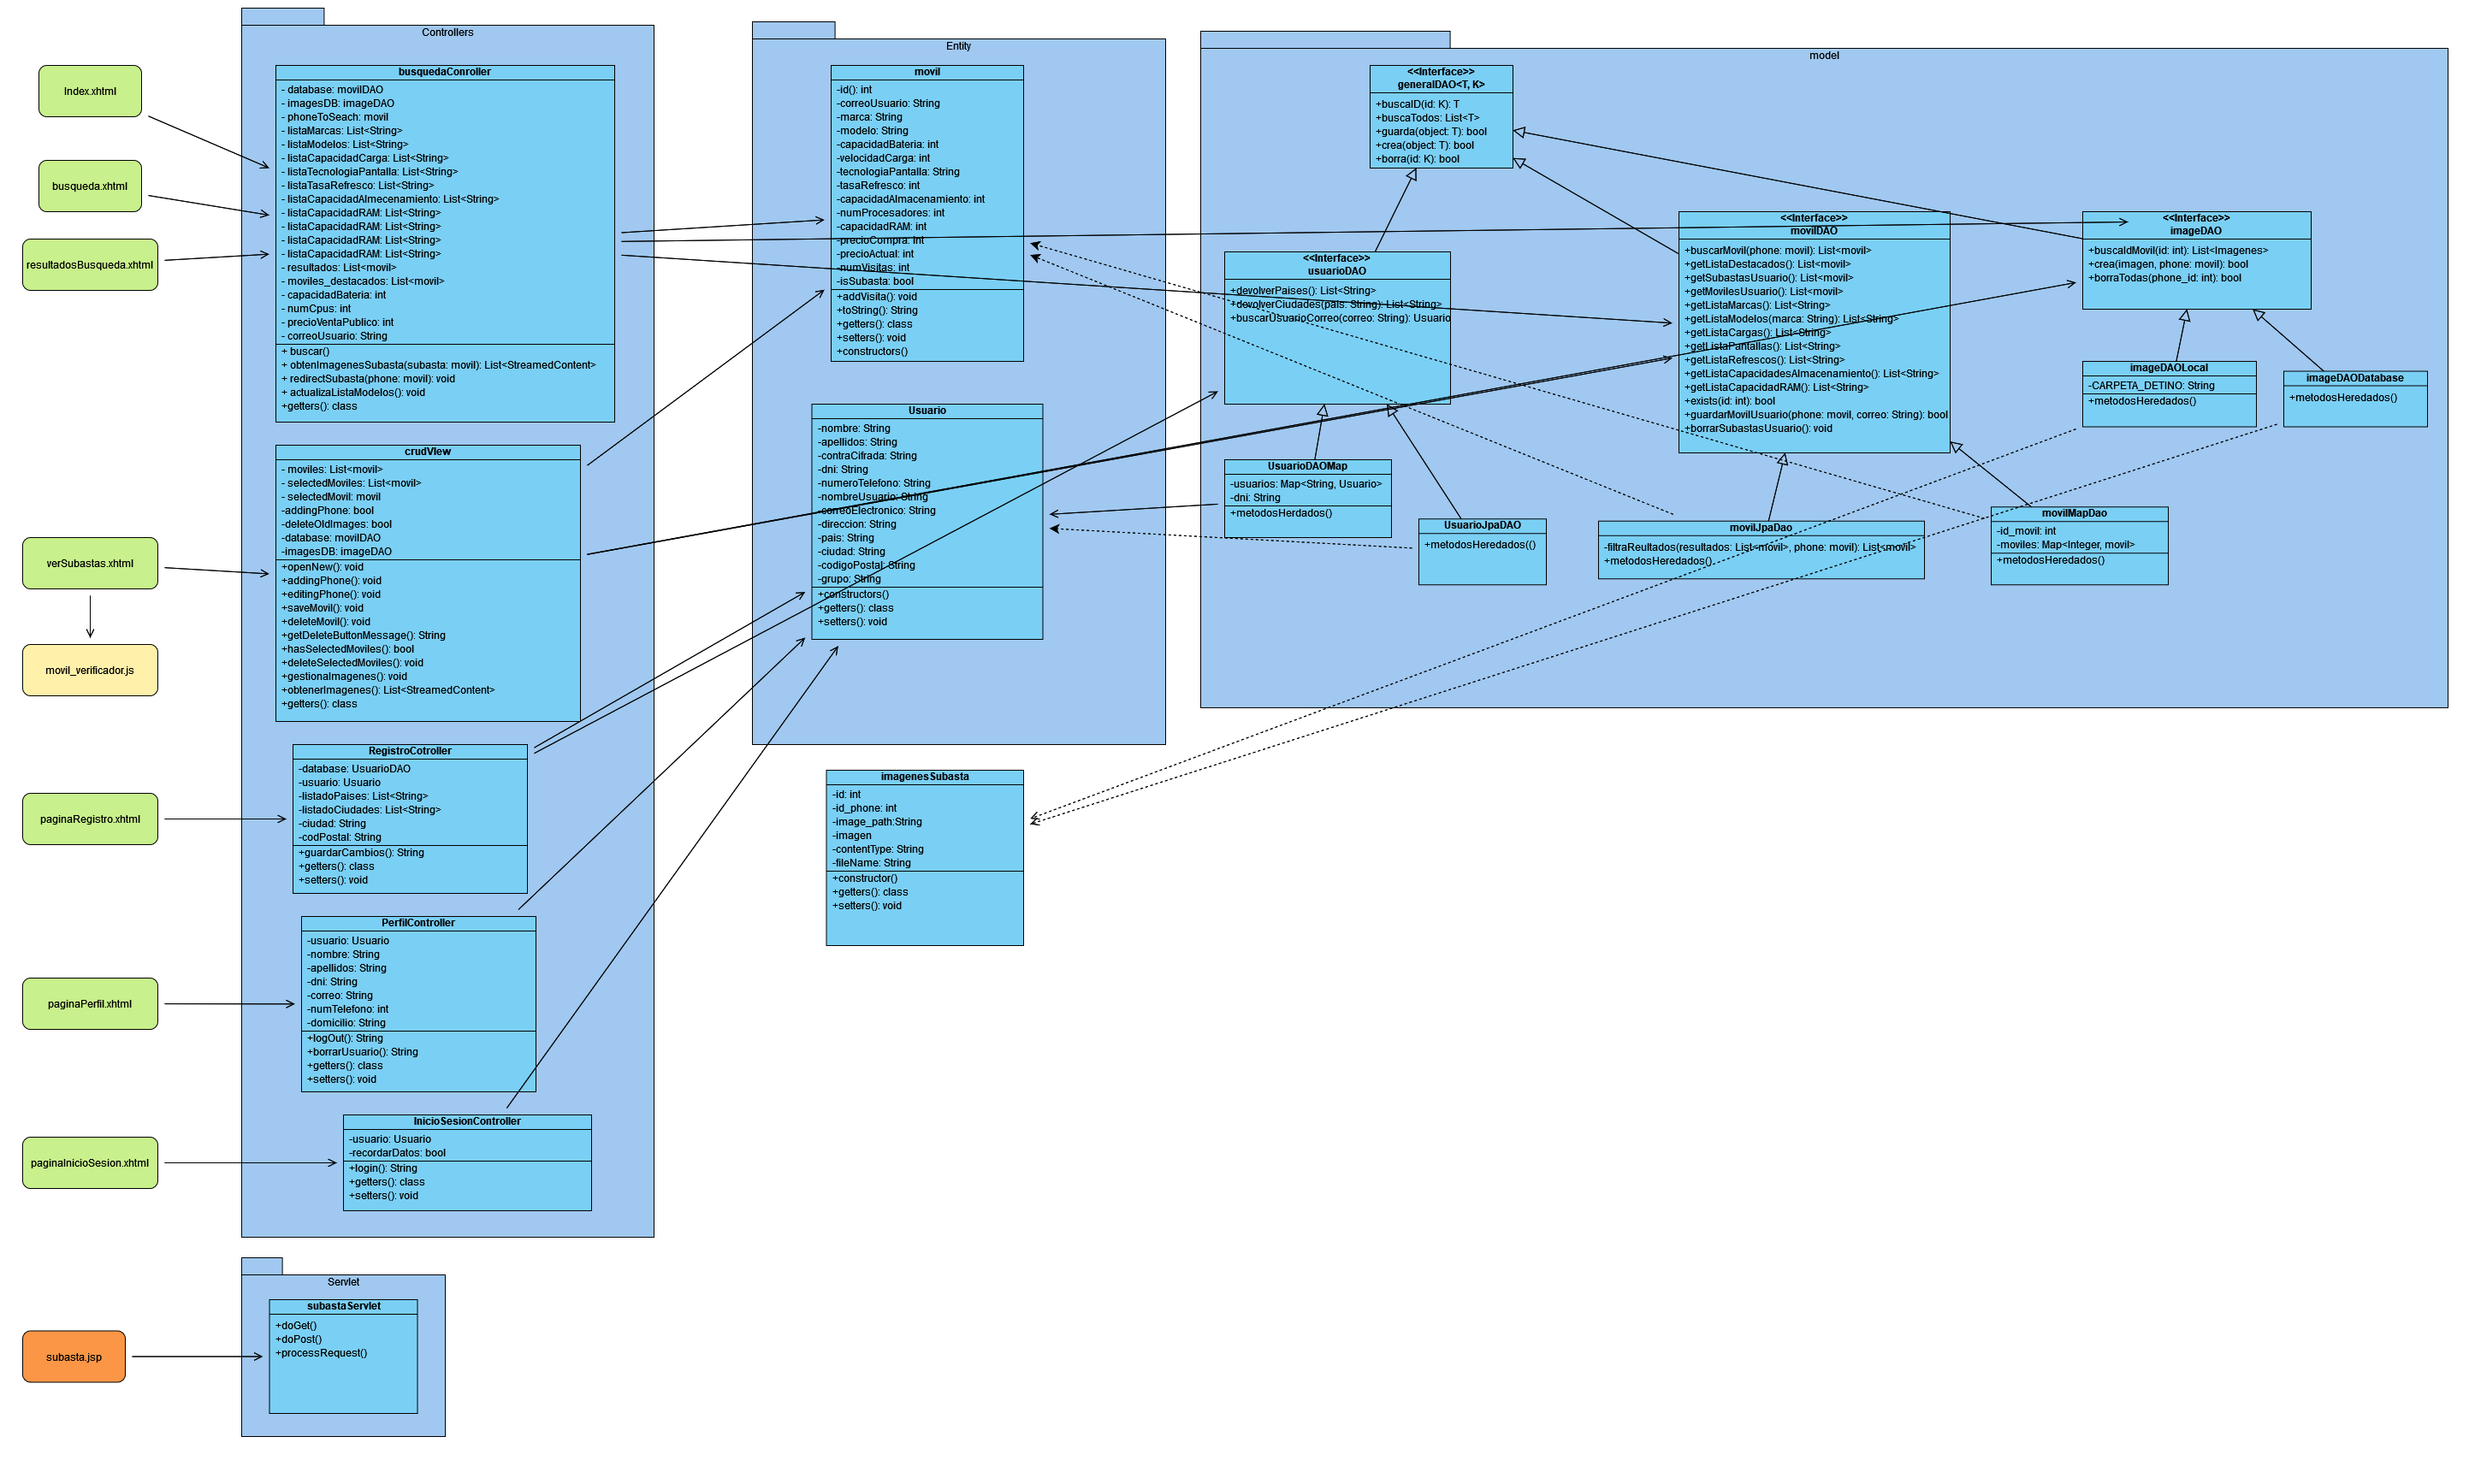 Index.xhtml
busqueda.xhtml
resultadosBusqueda.xhtml
verSubastas.xhtml
movil_verificador.js
paginaRegistro.xhtml
paginaPerfil.xhtml
paginaInicioSesion.xhtml
subasta.jsp
Controllers
busquedaConroller
- database: movilDAO
- imagesDB: imageDAO
- phoneToSeach: movil
- listaMarcas: List<String>
- listaModelos: List<String>
- listaCapacidadCarga: List<String>
- listaTecnologiaPantalla: List<String>
- listaTasaRefresco: List<String>
- listaCapacidadAlmecenamiento: List<String>
- listaCapacidadRAM: List<String>
- listaCapacidadRAM: List<String>
- listaCapacidadRAM: List<String>
- listaCapacidadRAM: List<String>
- resultados: List<movil>
- moviles_destacados: List<movil>
- capacidadBateria: int
- numCpus: int
- precioVentaPublico: int
- correoUsuario: String
+ buscar()
+ obtenImagenesSubasta(subasta: movil): List<StreamedContent>
+ redirectSubasta(phone: movil): void
+ actualizaListaModelos(): void
+getters(): class
crudVIew
- moviles: List<movil>
- selectedMoviles: List<movil>
- selectedMovil: movil
-addingPhone: bool
-deleteOldImages: bool
-database: movilDAO
-imagesDB: imageDAO
+openNew(): void
+addingPhone(): void
+editingPhone(): void
+saveMovil(): void
+deleteMovil(): void
+getDeleteButtonMessage(): String
+hasSelectedMoviles(): bool
+deleteSelectedMoviles(): void
+gestionaImagenes(): void
+obtenerImagenes(): List<StreamedContent>
+getters(): class
RegistroCotroller
-database: UsuarioDAO
-usuario: Usuario
-listadoPaises: List<String>
-listadoCiudades: List<String>
-ciudad: String
-codPostal: String
+guardarCambios(): String
+getters(): class
+setters(): void
PerfilController
-usuario: Usuario
-nombre: String
-apellidos: String
-dni: String
-correo: String
-numTelefono: int
-domicilio: String
+logOut(): String
+borrarUsuario(): String
+getters(): class
+setters(): void
InicioSesionController
-usuario: Usuario
-recordarDatos: bool
+login(): String
+getters(): class
+setters(): void
Servlet
subastaServlet
+doGet()
+doPost()
+processRequest()
Entity
movil
-id(): int
-correoUsuario: String
-marca: String
-modelo: String
-capacidadBateria: int
-velocidadCarga: int
-tecnologiaPantalla: String
-tasaRefresco: int
-capacidadAlmacenamiento: int
-numProcesadores: int
-capacidadRAM: int
-precioCompra: int
-precioActual: int
-numVisitas: int
-isSubasta: bool
+addVisita(): void
+toString(): String
+getters(): class
+setters(): void
+constructors()
Usuario
-nombre: String
-apellidos: String
-contraCifrada: String
-dni: String
-numeroTelefono: String
-nombreUsuario: String
-correoElectronico: String
-direccion: String
-pais: String
-ciudad: String
-codigoPostal: String
-grupo: String
+constructors()
+getters(): class
+setters(): void
imagenesSubasta
-id: int
-id_phone: int
-image_path:String
-imagen
-contentType: String
-fileName: String
+constructor()
+getters(): class
+setters(): void
model
<<Interface>>
generalDAO<T, K>
+buscaID(id: K): T
+buscaTodos: List<T>
+guarda(object: T): bool
+crea(object: T): bool
+borra(id: K): bool
<<Interface>>
usuarioDAO
+devolverPaises(): List<String>
+devolverCiudades(pais: String): List<String>
+buscarUsuarioCorreo(correo: String): Usuario
<<Interface>>
movilDAO
+buscarMovil(phone: movil): List<movil>
+getListaDestacados(): List<movil>
+getSubastasUsuario(): List<movil>
+getMovilesUsuario(): List<movil>
+getListaMarcas(): List<String>
+getListaModelos(marca: String): List<String>
+getListaCargas(): List<String>
+getListaPantallas(): List<String>
+getListaRefrescos(): List<String>
+getListaCapacidadesAlmacenamiento(): List<String>
+getListaCapacidadRAM(): List<String>
+exists(id: int): bool
+guardarMovilUsuario(phone: movil, correo: String): bool
+borrarSubastasUsuario(): void
<<Interface>>
imageDAO
+buscaIdMovil(id: int): List<Imagenes>
+crea(imagen, phone: movil): bool
+borraTodas(phone_id: int): bool
imageDAOLocal
-CARPETA_DETINO: String
+metodosHeredados()
imageDAODatabase
+metodosHeredados()
UsuarioDAOMap
-usuarios: Map<String, Usuario>
-dni: String
+metodosHerdados()
UsuarioJpaDAO
+metodosHeredados(()
movilJpaDao
-filtraReultados(resultados: List<movil>, phone: movil): List<movil>
+metodosHeredados()
movilMapDao
-id_movil: int
-moviles: Map<Integer, movil>
+metodosHeredados()